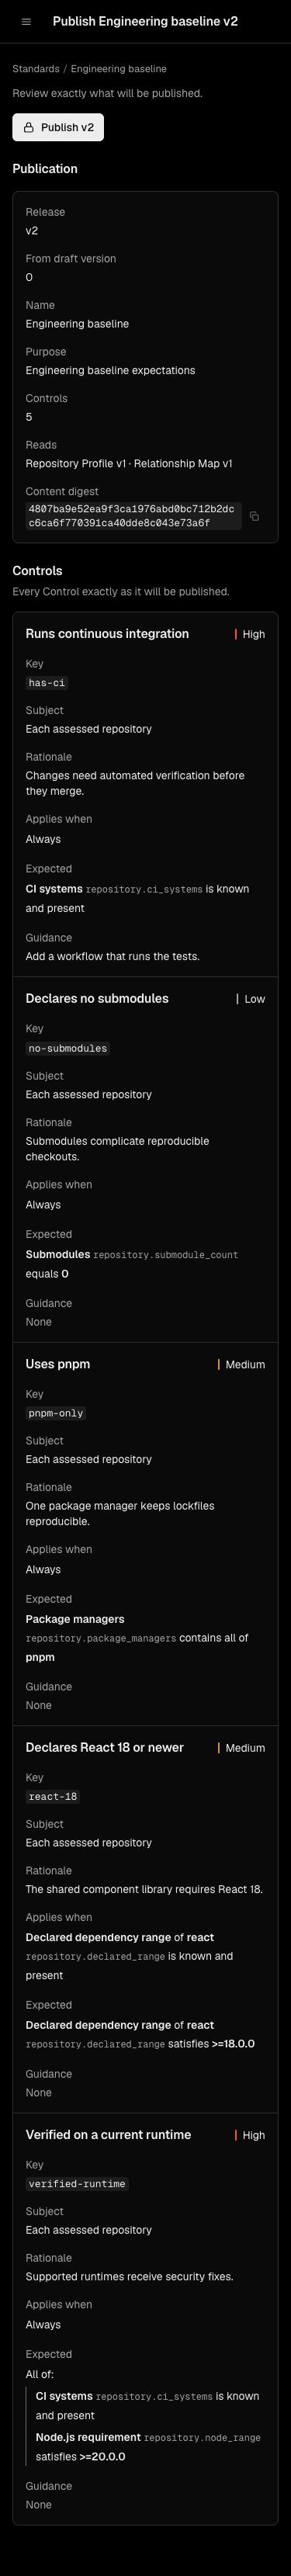 Publish Engineering baseline v2
Standards / Engineering baseline
Review exactly what will be published.
Publish v2
Publication
Release
v2
From draft version
0
Name
Engineering baseline
Purpose
Engineering baseline expectations
Controls
5
Reads
Repository Profile v1 · Relationship Map v1
Content digest
4807ba9e52ea9f3ca1976abd0bc712b2dc
c6ca6f770391ca40dde8c043e73a6f
Controls
Every Control exactly as it will be published.
Runs continuous integration
High
Key
has-ci
Subject
Each assessed repository
Rationale
Changes need automated verification before
they merge.
Applies when
Always
Expected
CI systems repository.ci_systems is known
and present
Guidance
Add a workflow that runs the tests.
Declares no submodules
Low
Key
no-submodules
Subject
Each assessed repository
Rationale
Submodules complicate reproducible
checkouts.
Applies when
Always
Expected
Submodules repository.submodule_count
equals 0
Guidance
None
Uses pnpm
Medium
Key
pnpm-only
Subject
Each assessed repository
Rationale
One package manager keeps lockfiles
reproducible.
Applies when
Always
Expected
Package managers
repository.package_managers contains all of
pnpm
Guidance
None
Declares React 18 or newer
Medium
Key
react-18
Subject
Each assessed repository
Rationale
The shared component library requires React 18.
Applies when
Declared dependency range of react
repository.declared_range is known and
present
Expected
Declared dependency range of react
repository.declared_range satisfies >=18.0.0
Guidance
None
Verified on a current runtime
High
Key
verified-runtime
Subject
Each assessed repository
Rationale
Supported runtimes receive security fixes.
Applies when
Always
Expected
All of:
CI systems repository.ci_systems is known
and present
Node.js requirement repository.node_range
satisfies >=20.0.0
Guidance
None